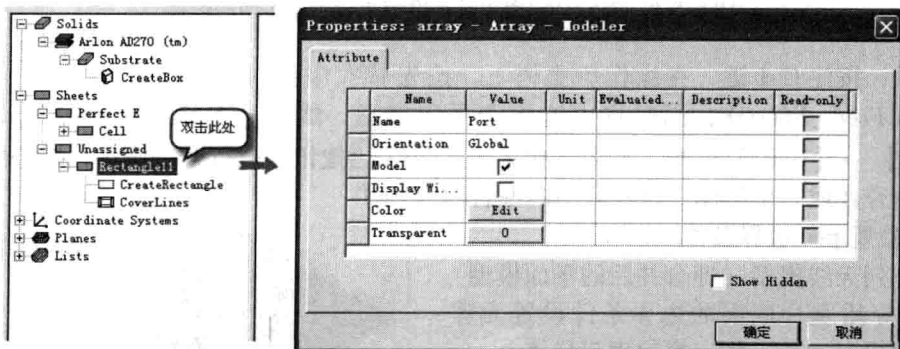 Solids
Arlon AD270 (tm)
Substrate
CreateBox
Sheets
Perfect E
Cell
Unassigned
Rectangle11
CreateRectangle
CoverLines
Coordinate Systems
Planes
Lists
双击此处
Properties: array - Array - Modeler
Attribute
Name Value Unit Evaluated... Description Read-only
Name Port
Orientation Global
Model
Display Wi...
Color Edit
Transparent 0
Show Hidden
确定 取消